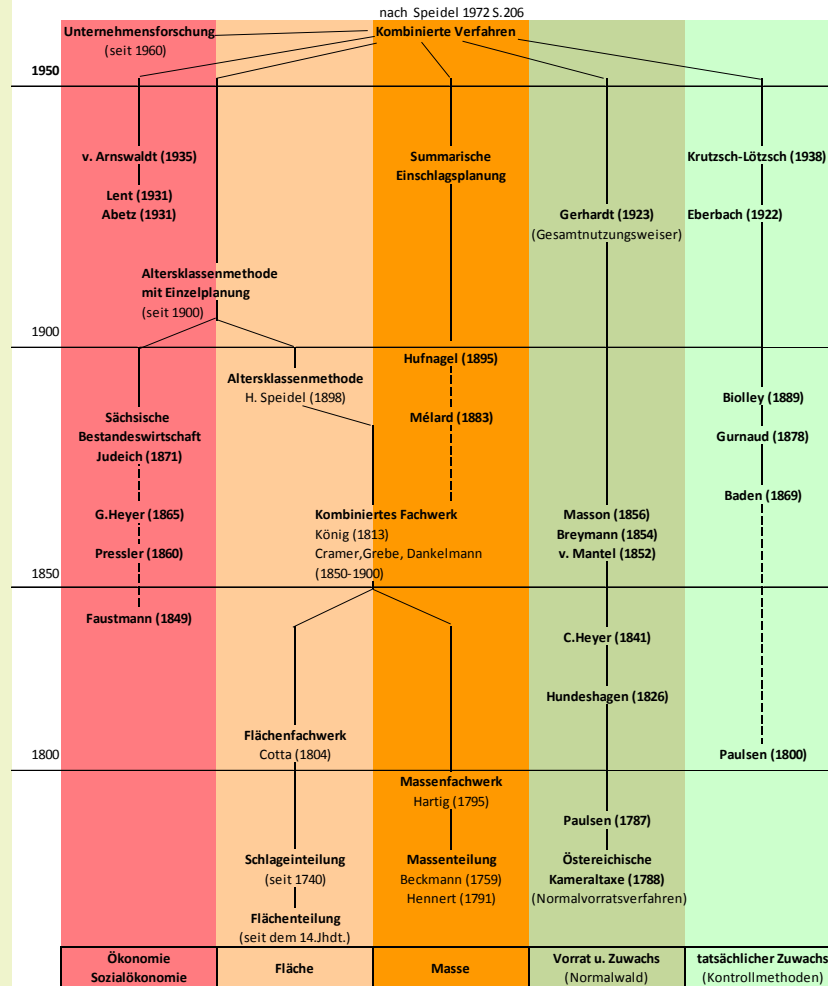 nach Speidel 1972 S.206
Unternehmensforschung
(seit 1960)
Kombinierte Verfahren
1950
v. Arnswaldt (1935)
Summarische
Einschlagsplanung
Krutzsch-Lötzsch (1938)
Lent (1931)
Abetz (1931)
Gerhardt (1923)
(Gesamtnutzungsweiser)
Eberbach (1922)
Altersklassenmethode
mit Einzelplanung
(seit 1900)
1900
Hufnagel (1895)
Altersklassenmethode
H. Speidel (1898)
Biolley (1889)
Sächsische
Bestandeswirtschaft
Judeich (1871)
Mélard (1883)
Gurnaud (1878)
Baden (1869)
G.Heyer (1865)
Kombiniertes Fachwerk
König (1813)
Cramer,Grebe, Dankelmann
(1850-1900)
Masson (1856)
Breymann (1854)
v. Mantel (1852)
Pressler (1860)
1850
Faustmann (1849)
C.Heyer (1841)
Hundeshagen (1826)
Flächenfachwerk
Cotta (1804)
1800
Paulsen (1800)
Massenfachwerk
Hartig (1795)
Paulsen (1787)
Schlageinteilung
(seit 1740)
Massenteilung
Beckmann (1759)
Hennert (1791)
Östereichische
Kameraltaxe (1788)
(Normalvorratsverfahren)
Flächenteilung
(seit dem 14.Jhdt.)
Ökonomie
Sozialökonomie
Fläche
Masse
Vorrat u. Zuwachs
(Normalwald)
tatsächlicher Zuwachs
(Kontrollmethoden)